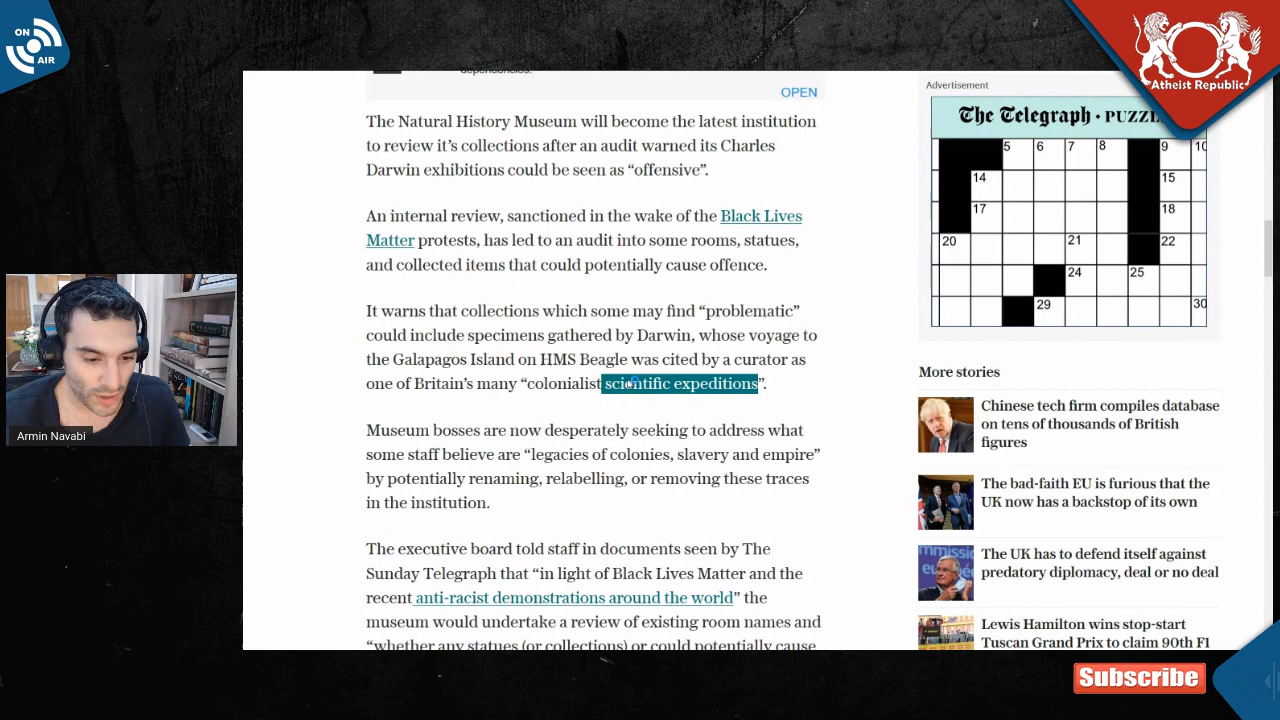 ON
AIR
Atheist Republic
dependencies.
OPEN
The Natural History Museum will become the latest institution
to review it's collections after an audit warned its Charles
Darwin exhibitions could be seen as “offensive”.
An internal review, sanctioned in the wake of the Black Lives
Matter protests, has led to an audit into some rooms, statues,
and collected items that could potentially cause offence.
It warns that collections which some may find “problematic”
could include specimens gathered by Darwin, whose voyage to
the Galapagos Island on HMS Beagle was cited by a curator as
one of Britain's many “colonialist scientific expeditions”.
Museum bosses are now desperately seeking to address what
some staff believe are “legacies of colonies, slavery and empire”
by potentially renaming, relabelling, or removing these traces
in the institution.
The executive board told staff in documents seen by The
Sunday Telegraph that “in light of Black Lives Matter and the
recent anti-racist demonstrations around the world” the
museum would undertake a review of existing room names and
“whether any statues (or collections) or could potentially cause
Advertisement
The Telegraph • PUZZL
5 6 7 8 9 10
14 15
17 18
20 21 22
24 25
29 30
More stories
Chinese tech firm compiles database
on tens of thousands of British
figures
The bad-faith EU is furious that the
UK now has a backstop of its own
The UK has to defend itself against
predatory diplomacy, deal or no deal
Lewis Hamilton wins stop-start
Tuscan Grand Prix to claim 90th F1
Armin Navabi
Subscribe